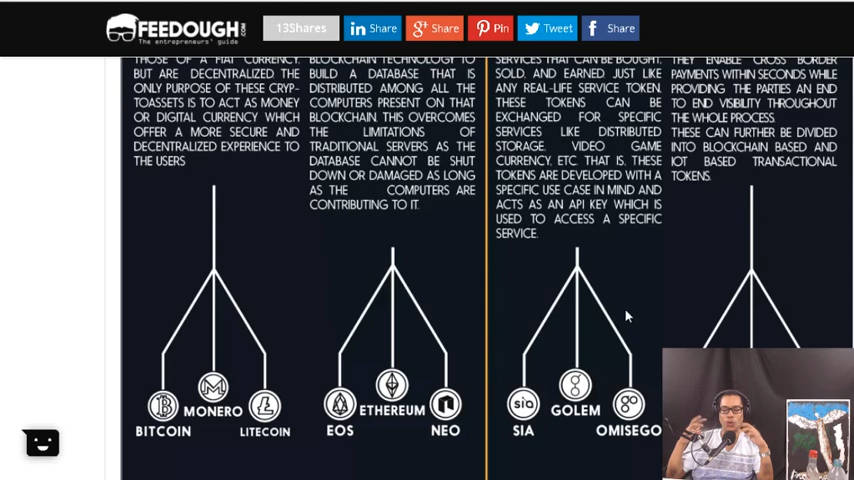 FEEDOUGH.COM
The entrepreneurs' guide
13Shares
in Share
G+ Share
Pin
Tweet
f Share
THOSE OF A FIAT CURRENCY.
BUT ARE DECENTRALIZED THE
ONLY PURPOSE OF THESE CRYP-
TOASSETS IS TO ACT AS MONEY
OR DIGITAL CURRENCY WHICH
OFFER A MORE SECURE AND
DECENTRALIZED EXPERIENCE TO
THE USERS
BLOCKCHAIN TECHNOLOGY TO
BUILD A DATABASE THAT IS
DISTRIBUTED AMONG ALL THE
COMPUTERS PRESENT ON THAT
BLOCKCHAIN. THIS OVERCOMES
THE LIMITATIONS OF
TRADITIONAL SERVERS AS THE
DATABASE CANNOT BE SHUT
DOWN OR DAMAGED AS LONG
AS THE COMPUTERS ARE
CONTRIBUTING TO IT.
SERVICES THAT CAN BE BOUGHT,
SOLD, AND EARNED JUST LIKE
ANY REAL-LIFE SERVICE TOKEN.
THESE TOKENS CAN BE
EXCHANGED FOR SPECIFIC
SERVICES LIKE DISTRIBUTED
STORAGE, VIDEO GAME
CURRENCY, ETC. THAT IS, THESE
TOKENS ARE DEVELOPED WITH A
SPECIFIC USE CASE IN MIND AND
ACTS AS AN API KEY WHICH IS
USED TO ACCESS A SPECIFIC
SERVICE.
THEY ENABLE CROSS BORDER
PAYMENTS WITHIN SECONDS WHILE
PROVIDING THE PARTIES AN END
TO END VISIBILITY THROUGHOUT
THE WHOLE PROCESS.
THESE CAN FURTHER BE DIVIDED
INTO BLOCKCHAIN BASED AND
IOT BASED TRANSACTIONAL
TOKENS.
BITCOIN
MONERO
LITECOIN
EOS
ETHEREUM
NEO
sia
SIA
GOLEM
OMISEGO